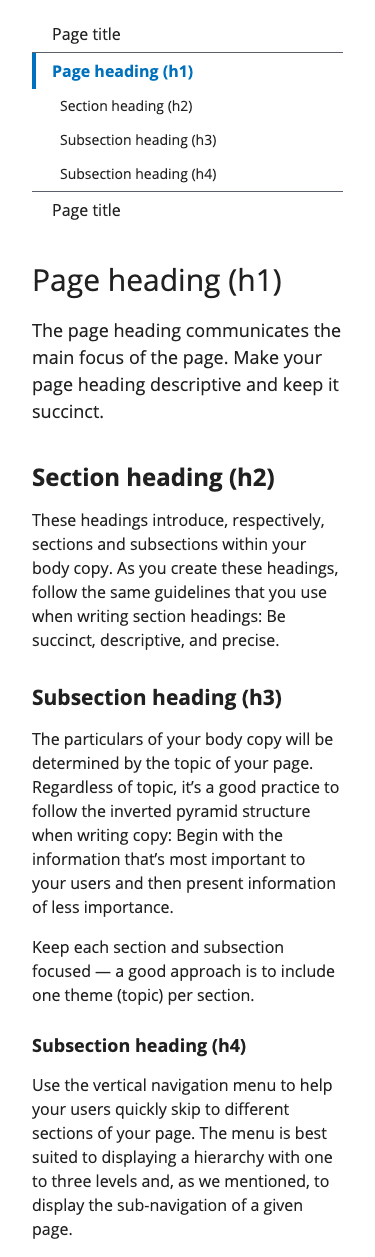 Page title
Page heading (h1)
Section heading (h2)
Subsection heading (h3)
Subsection heading (h4)
Page title
Page heading (h1)
The page heading communicates the
main focus of the page. Make your
page heading descriptive and keep it
succinct.
Section heading (h2)
These headings introduce, respectively,
sections and subsections within your
body copy. As you create these headings,
follow the same guidelines that you use
when writing section headings: Be
succinct, descriptive, and precise.
Subsection heading (h3)
The particulars of your body copy will be
determined by the topic of your page.
Regardless of topic, it’s a good practice to
follow the inverted pyramid structure
when writing copy: Begin with the
information that’s most important to
your users and then present information
of less importance.
Keep each section and subsection
focused — a good approach is to include
one theme (topic) per section.
Subsection heading (h4)
Use the vertical navigation menu to help
your users quickly skip to different
sections of your page. The menu is best
suited to displaying a hierarchy with one
to three levels and, as we mentioned, to
display the sub-navigation of a given
page.